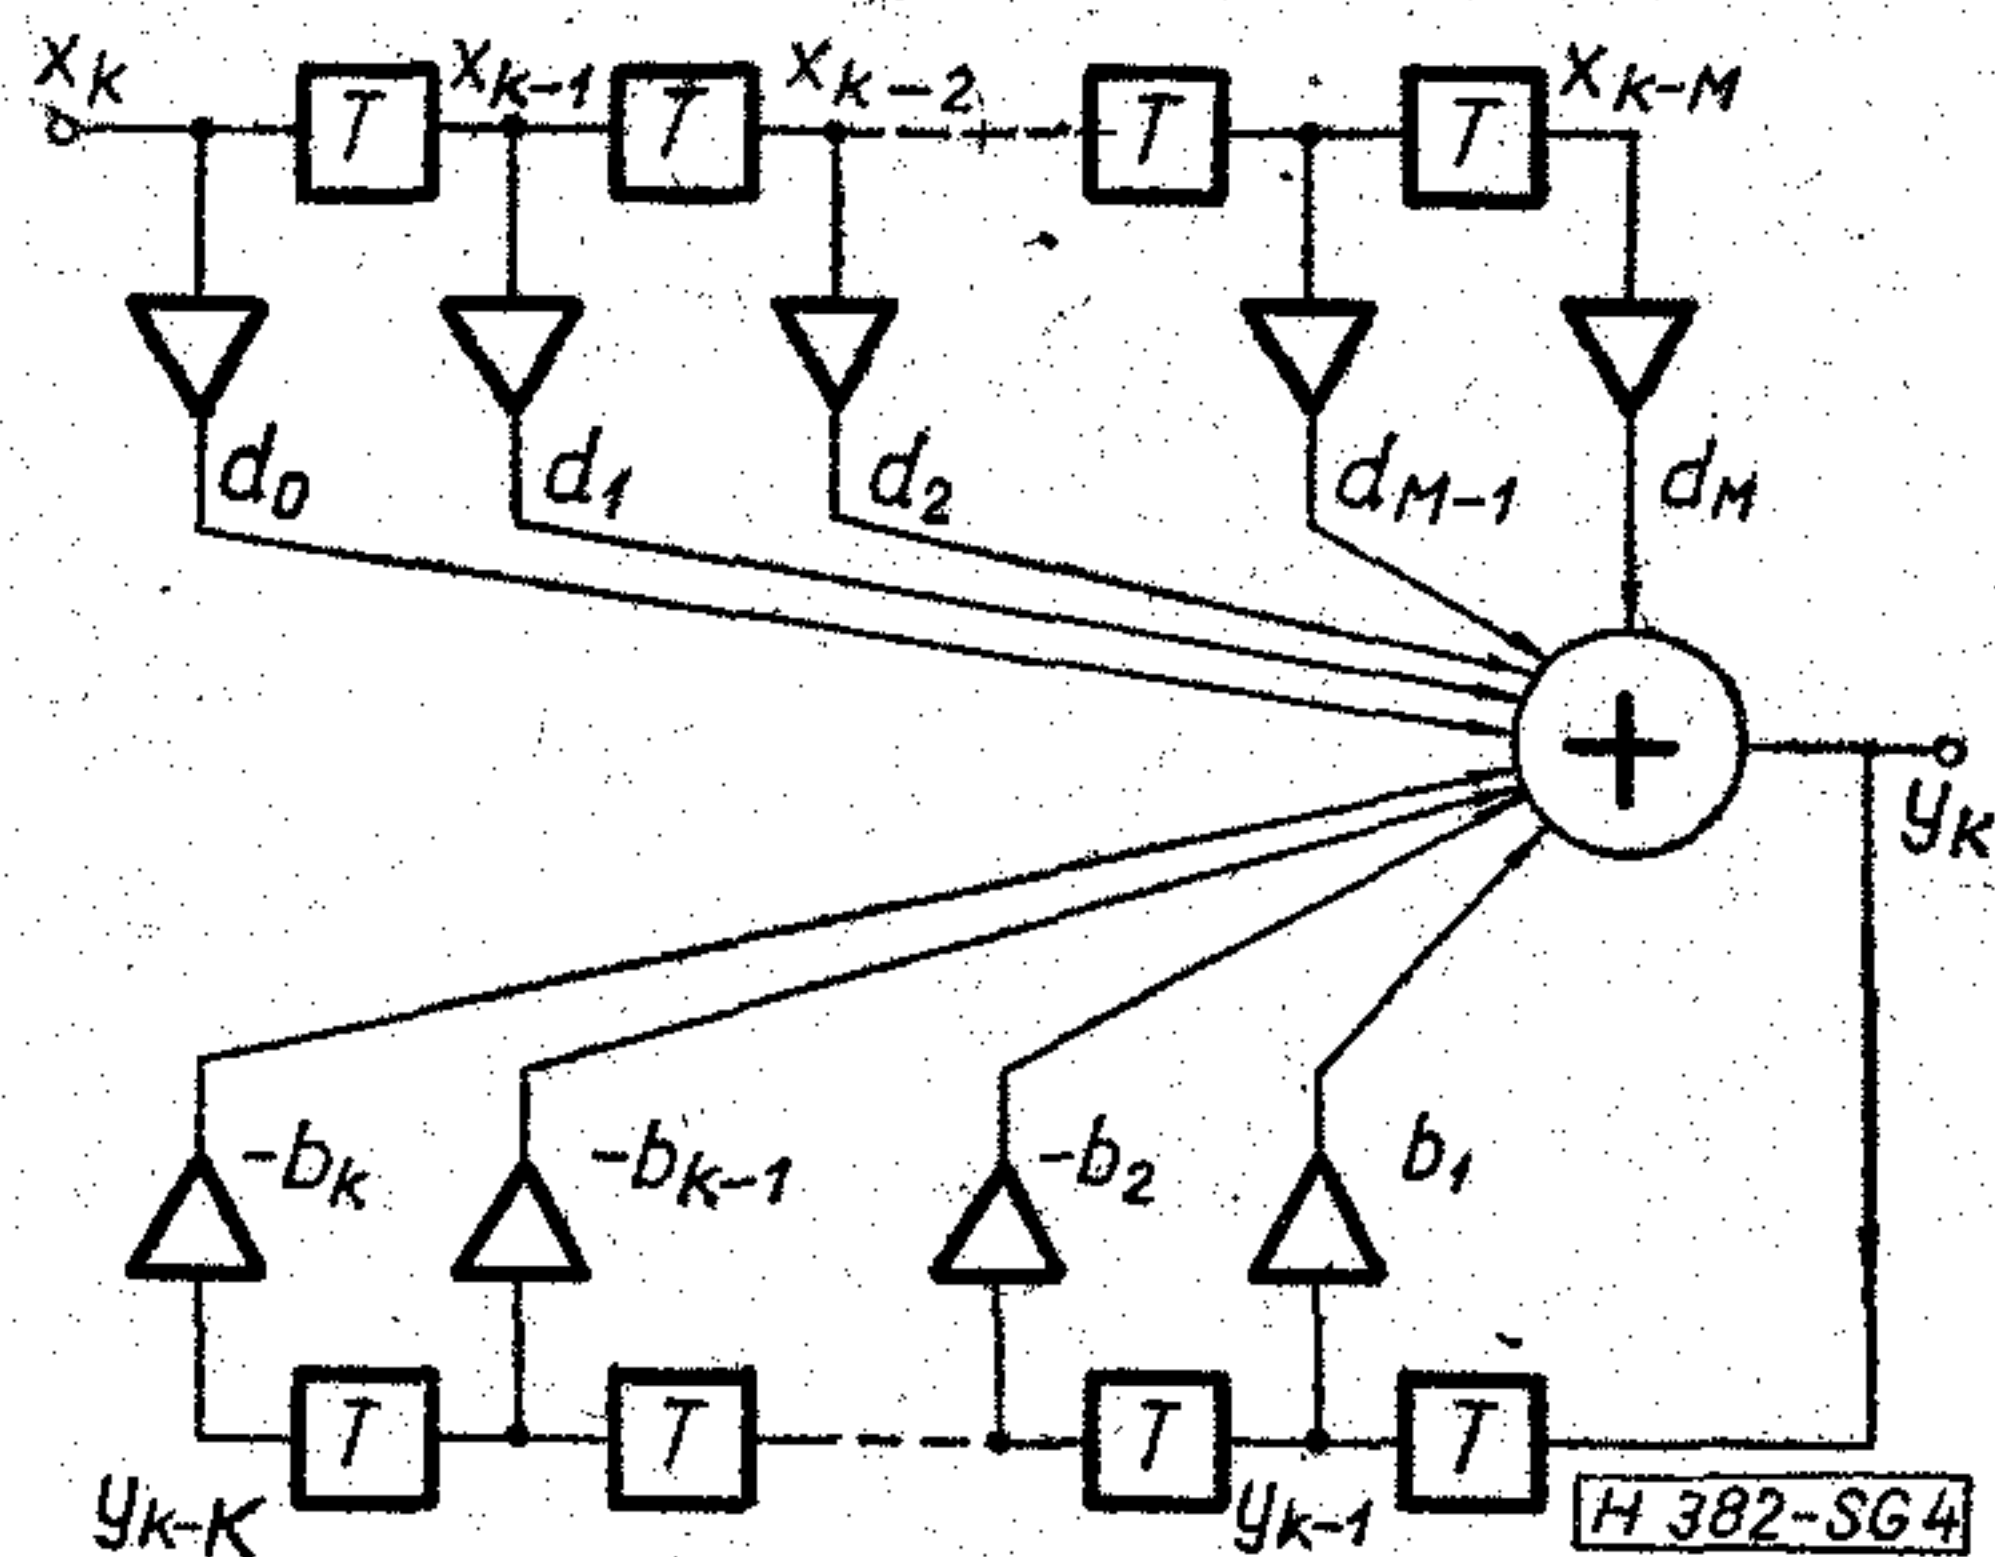 xk xk-1 xk-2 xk-M
T T T T
d0 d1 d2 dM-1 dM
+
yk
-bk -bk-1 -b2 b1
T T T T
yk-K yk-1
H 382-SG4